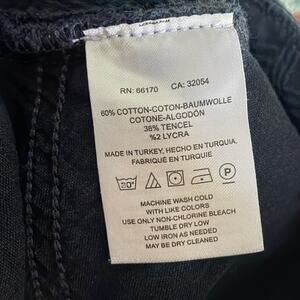 RN: 66170 CA: 32054
60% COTTON-COTON-BAUMWOLLE
COTONE-ALGODÓN
38% TENCEL
%2 LYCRA
MADE IN TURKEY, HECHO EN TURQUIA,
FABRIQUÉ EN TURQUIE
30°
MACHINE WASH COLD
WITH LIKE COLORS
USE ONLY NON-CHLORINE BLEACH
TUMBLE DRY LOW
LOW IRON AS NEEDED
MAY BE DRY CLEANED